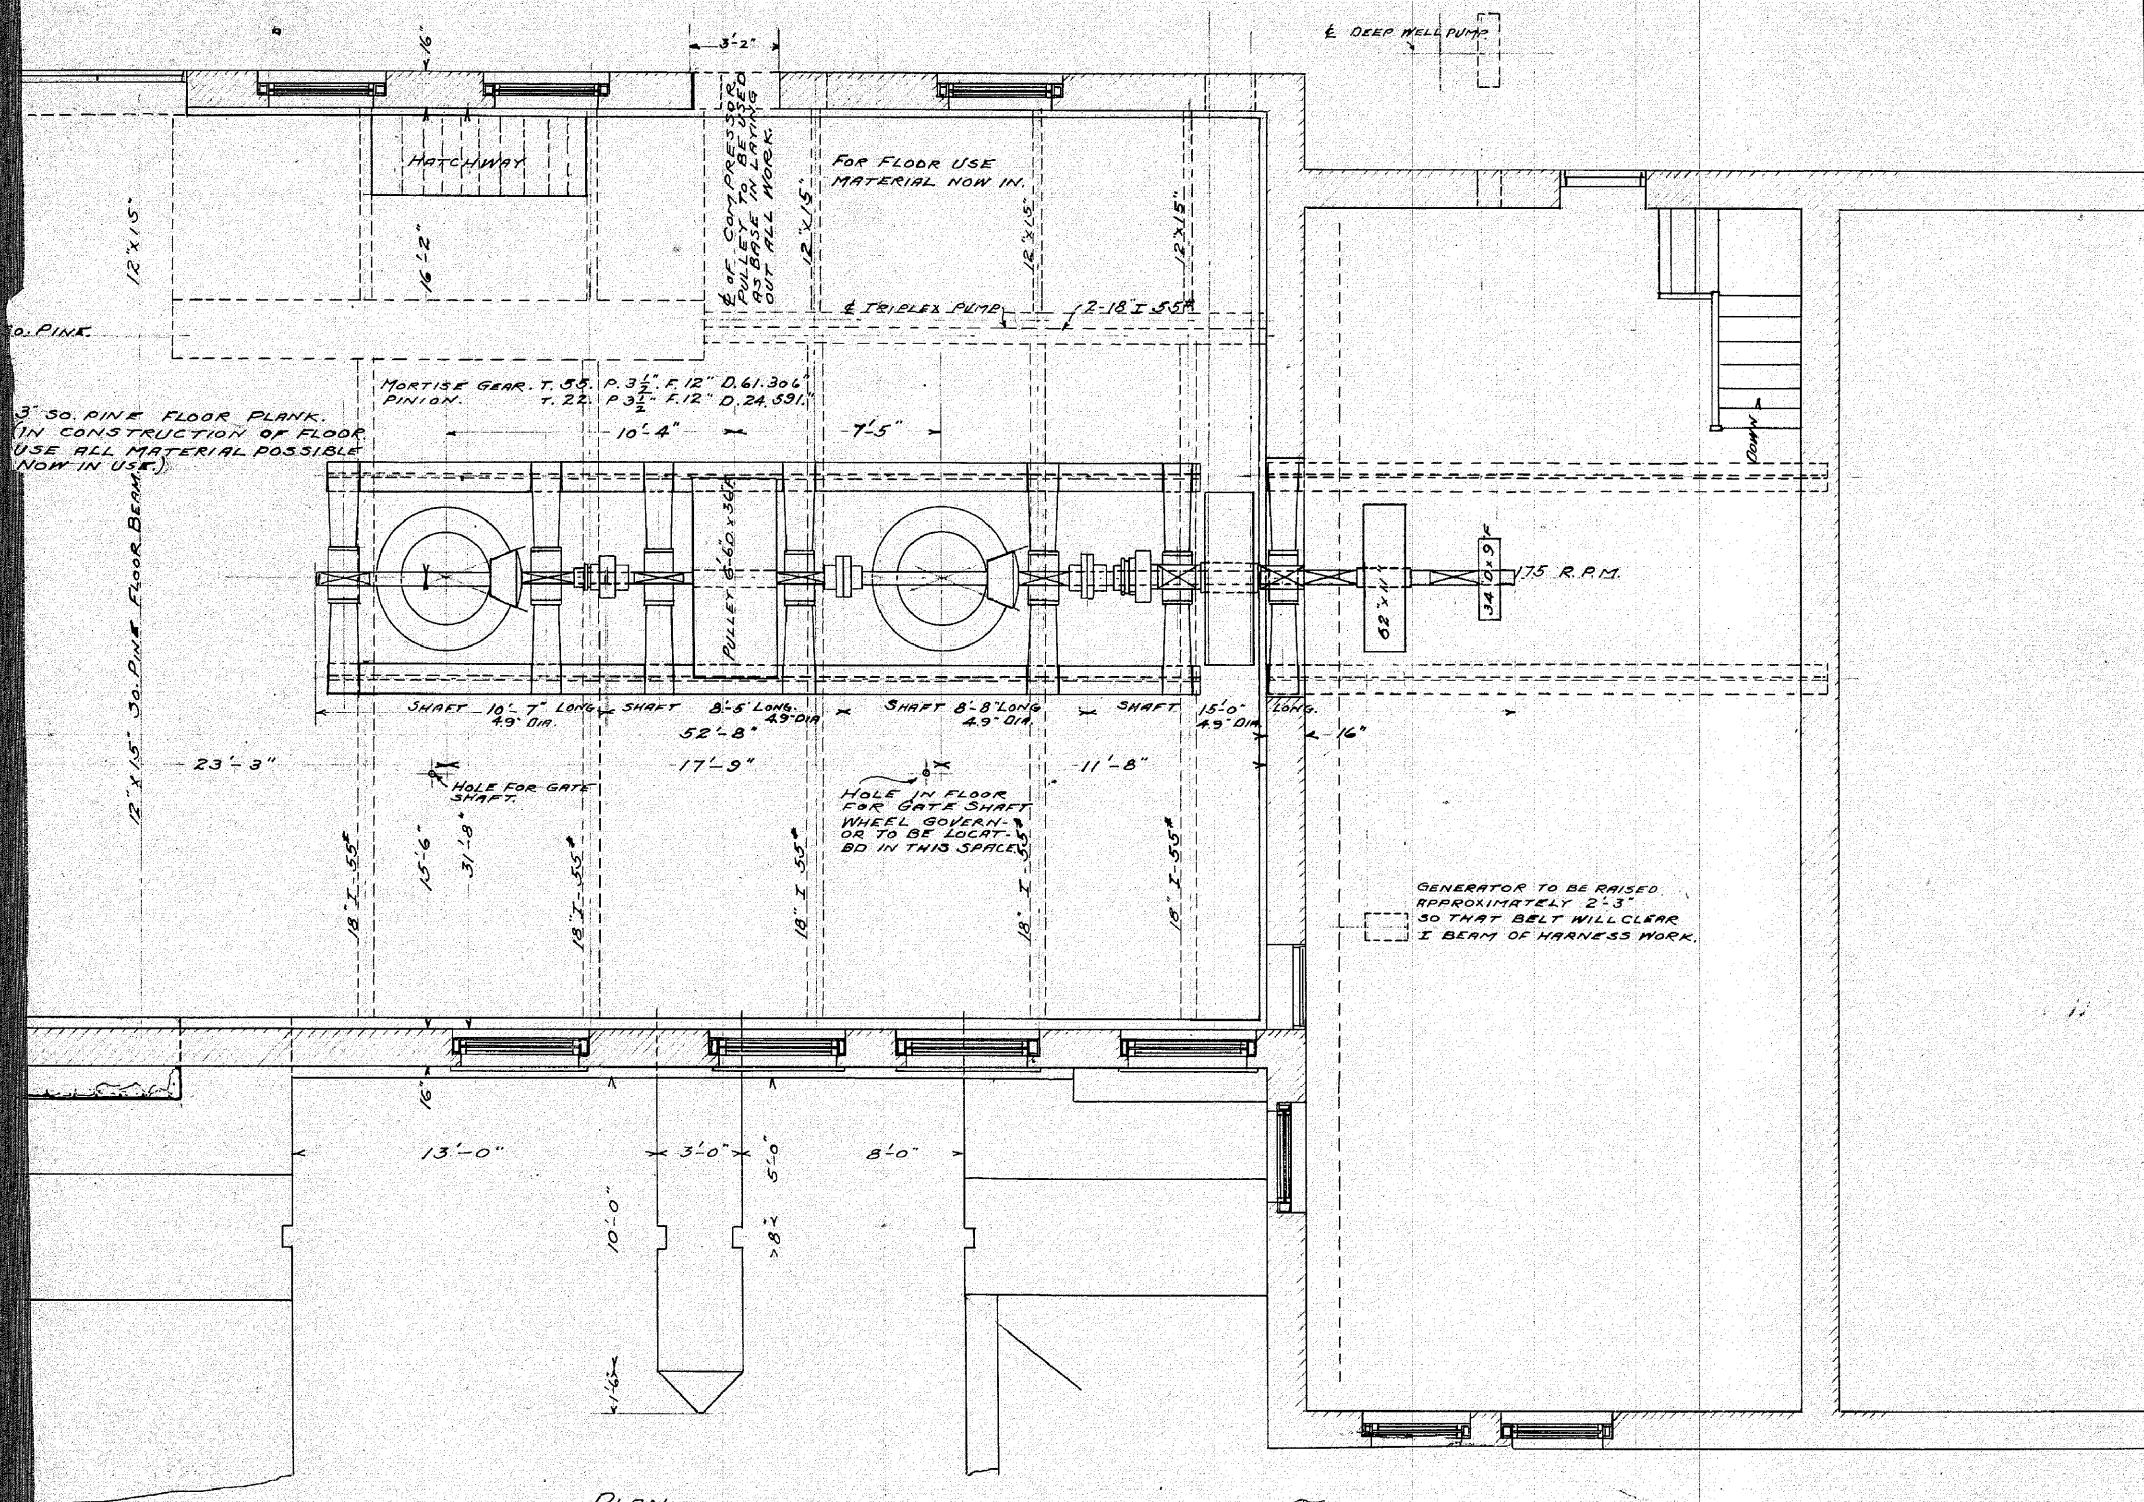 16"
3'-2"
℄ DEEP WELL PUMP
℄ OF COMPRESSOR
PULLEY TO BE USED
AS BASE IN LAYING
OUT ALL WORK.
HATCHWAY
FOR FLOOR USE
MATERIAL NOW IN.
12"x15"
16'-2"
12"x15"
12"x15"
12"x15"
SO. PINE.
℄ TRIPLEX PUMP
2-18" I 55#
MORTISE GEAR. T. 55. P. 3½". F. 12" D. 61.306"
PINION. T. 22. P 3½" F. 12" D. 24.591."
3" SO. PINE FLOOR PLANK.
(IN CONSTRUCTION OF FLOOR
USE ALL MATERIAL POSSIBLE
NOW IN USE.)
10'-4"
7'-5"
DOWN
12"x15" SO. PINE FLOOR BEAM.
PULLEY 6'-6"D x 36"F
62"x11"
34"D x 9"F
175 R.P.M.
SHAFT 10'-7" LONG
4.9" DIA.
SHAFT 8'-5" LONG.
4.9" DIA
SHAFT 8'-8" LONG
4.9" DIA.
SHAFT 15'-0" LONG.
4.9" DIA.
52'-8"
16"
23'-3"
17'-9"
11'-8"
HOLE FOR GATE
SHAFT.
HOLE IN FLOOR
FOR GATE SHAFT
WHEEL GOVERN-
OR TO BE LOCAT-
ED IN THIS SPACE
18" I 55#
15'-6"
31'-8"
18" I-55#
18" I 55#
18" I-55#
18" I-55#
GENERATOR TO BE RAISED
APPROXIMATELY 2'-3"
SO THAT BELT WILL CLEAR
I BEAM OF HARNESS WORK.
16"
13'-0"
3'-0"
5'-0"
8'-0"
10'-0"
8"
1'-6"
PLAN